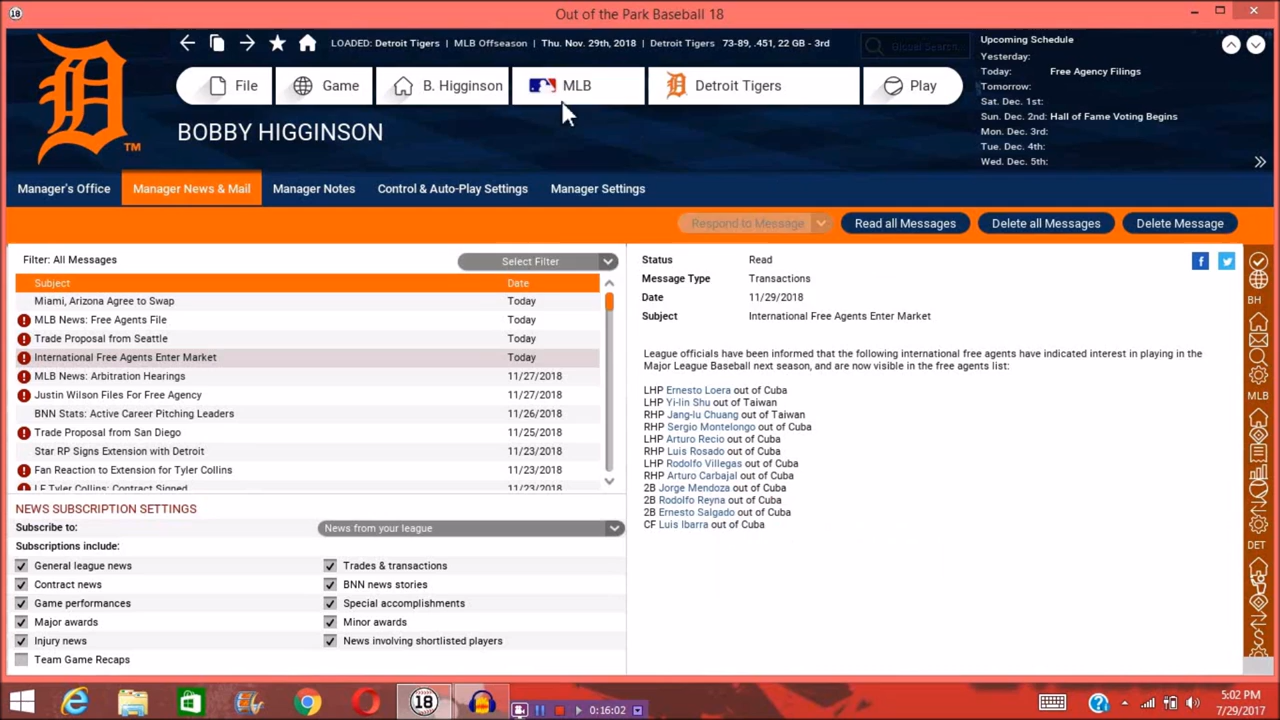 18
Out of the Park Baseball 18
LOADED: Detroit Tigers | MLB Offseason | Thu. Nov. 29th, 2018 | Detroit Tigers 73-89, .451, 22 GB - 3rd
Global Search
Upcoming Schedule
Yesterday:
Today: Free Agency Filings
Tomorrow:
Sat. Dec. 1st:
Sun. Dec. 2nd: Hall of Fame Voting Begins
Mon. Dec. 3rd:
Tue. Dec. 4th:
Wed. Dec. 5th:
File
Game
B. Higginson
MLB
Detroit Tigers
Play
TM
BOBBY HIGGINSON
Manager's Office
Manager News & Mail
Manager Notes
Control & Auto-Play Settings
Manager Settings
Respond to Message
Read all Messages
Delete all Messages
Delete Message
Filter: All Messages
Select Filter
Subject Date
Miami, Arizona Agree to Swap Today
MLB News: Free Agents File Today
Trade Proposal from Seattle Today
International Free Agents Enter Market Today
MLB News: Arbitration Hearings 11/27/2018
Justin Wilson Files For Free Agency 11/27/2018
BNN Stats: Active Career Pitching Leaders 11/26/2018
Trade Proposal from San Diego 11/25/2018
Star RP Signs Extension with Detroit 11/23/2018
Fan Reaction to Extension for Tyler Collins 11/23/2018
LF Tyler Collins: Contract Signed 11/23/2018
NEWS SUBSCRIPTION SETTINGS
Subscribe to: News from your league
Subscriptions include:
General league news Trades & transactions
Contract news BNN news stories
Game performances Special accomplishments
Major awards Minor awards
Injury news News involving shortlisted players
Team Game Recaps
Status Read
Message Type Transactions
Date 11/29/2018
Subject International Free Agents Enter Market
League officials have been informed that the following international free agents have indicated interest in playing in the
Major League Baseball next season, and are now visible in the free agents list:
LHP Ernesto Loera out of Cuba
LHP Yi-lin Shu out of Taiwan
RHP Jang-lu Chuang out of Taiwan
RHP Sergio Montelongo out of Cuba
LHP Arturo Recio out of Cuba
RHP Luis Rosado out of Cuba
LHP Rodolfo Villegas out of Cuba
RHP Arturo Carbajal out of Cuba
2B Jorge Mendoza out of Cuba
2B Rodolfo Reyna out of Cuba
2B Ernesto Salgado out of Cuba
CF Luis Ibarra out of Cuba
BH
MLB
DET
18
0:16:02
5:02 PM
7/29/2017